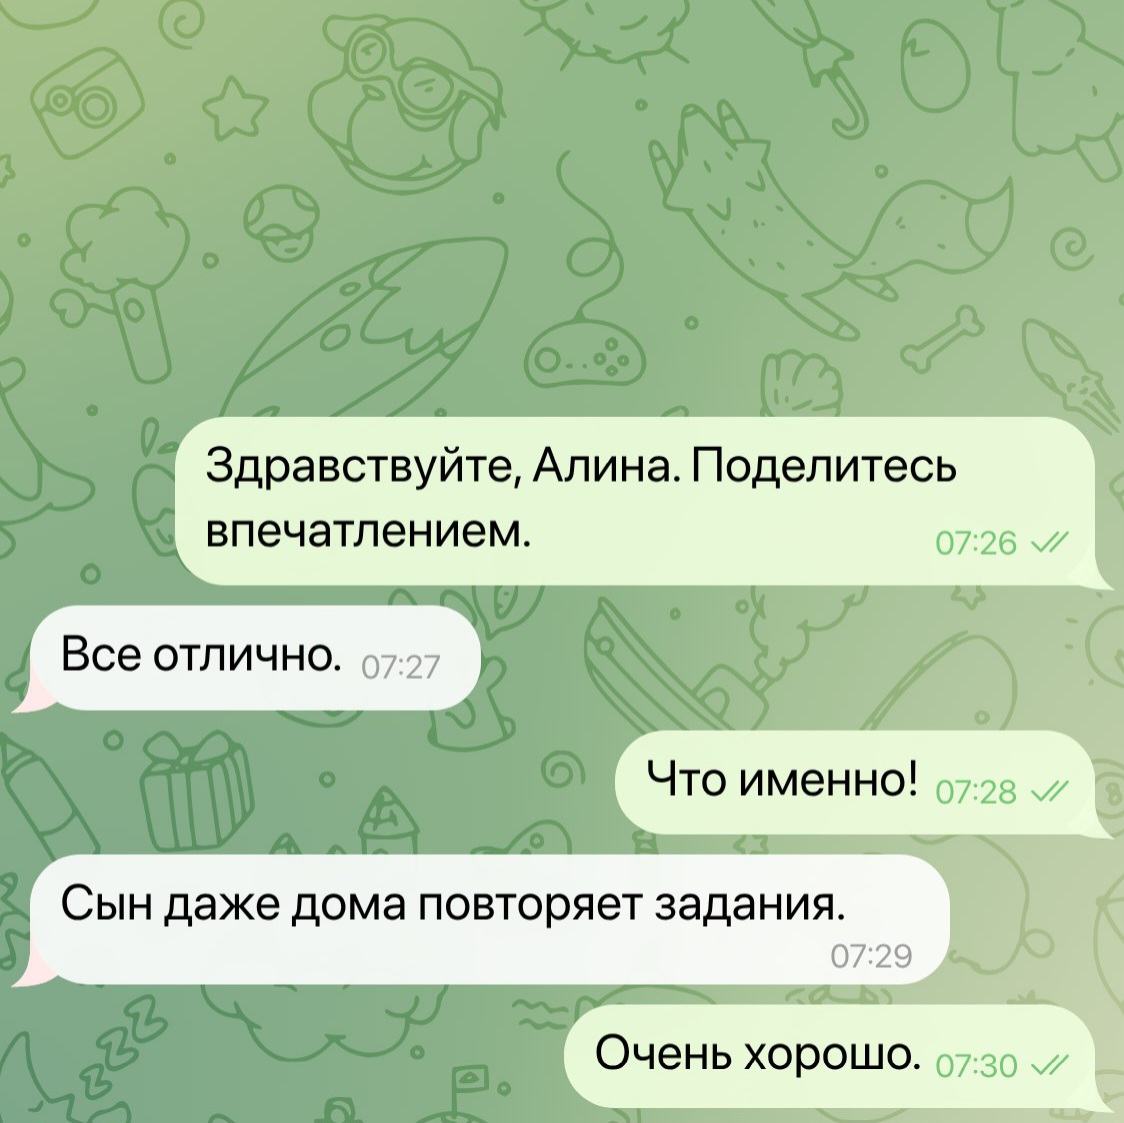 Здравствуйте, Алина. Поделитесь
впечатлением.
07:26
Все отлично. 07:27
Что именно! 07:28
Сын даже дома повторяет задания.
07:29
Очень хорошо. 07:30